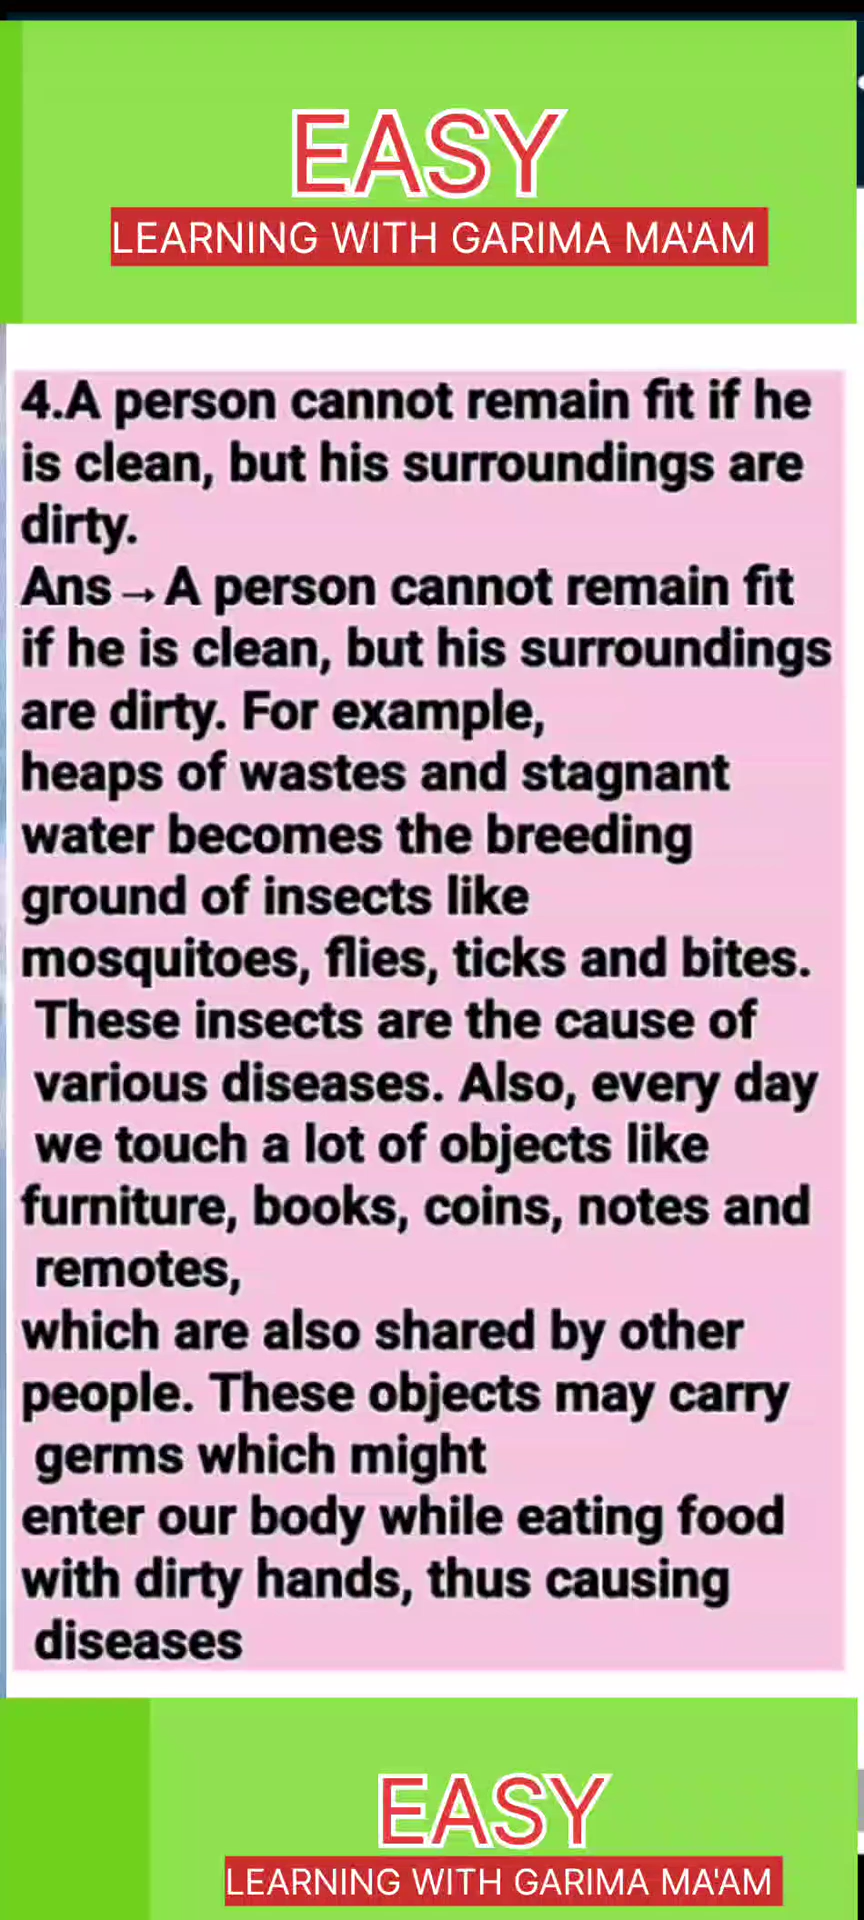 EASY
LEARNING WITH GARIMA MA'AM
4.A person cannot remain fit if he
is clean, but his surroundings are
dirty.
Ans→A person cannot remain fit
if he is clean, but his surroundings
are dirty. For example,
heaps of wastes and stagnant
water becomes the breeding
ground of insects like
mosquitoes, flies, ticks and bites.
These insects are the cause of
various diseases. Also, every day
we touch a lot of objects like
furniture, books, coins, notes and
remotes,
which are also shared by other
people. These objects may carry
germs which might
enter our body while eating food
with dirty hands, thus causing
diseases
EASY
LEARNING WITH GARIMA MA'AM